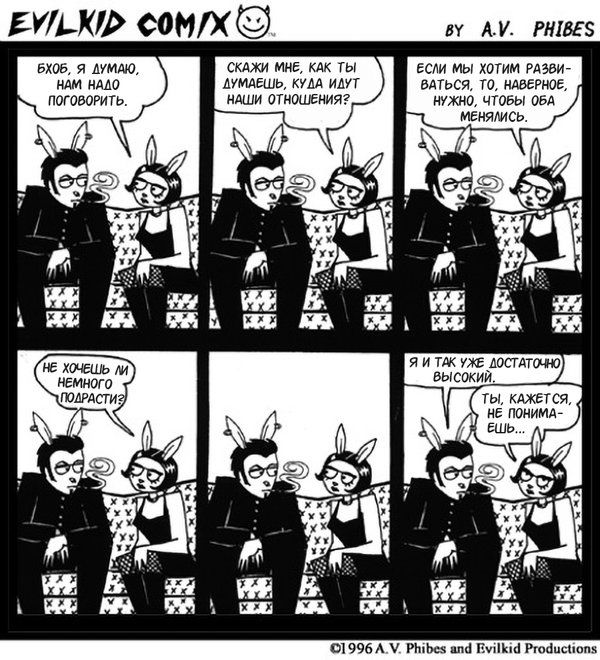 EVILKID COMIX
TM
BY A.V. PHIBES
БХОБ, Я ДУМАЮ,
НАМ НАДО
ПОГОВОРИТЬ.
СКАЖИ МНЕ, КАК ТЫ
ДУМАЕШЬ, КУДА ИДУТ
НАШИ ОТНОШЕНИЯ?
ЕСЛИ МЫ ХОТИМ РАЗВИ-
ВАТЬСЯ, ТО, НАВЕРНОЕ,
НУЖНО, ЧТОБЫ ОБА
МЕНЯЛИСЬ.
НЕ ХОЧЕШЬ ЛИ
НЕМНОГО
ПОДРАСТИ?
Я И ТАК УЖЕ ДОСТАТОЧНО
ВЫСОКИЙ.
ТЫ, КАЖЕТСЯ,
НЕ ПОНИМА-
ЕШЬ...
©1996 A.V. Phibes and Evilkid Productions